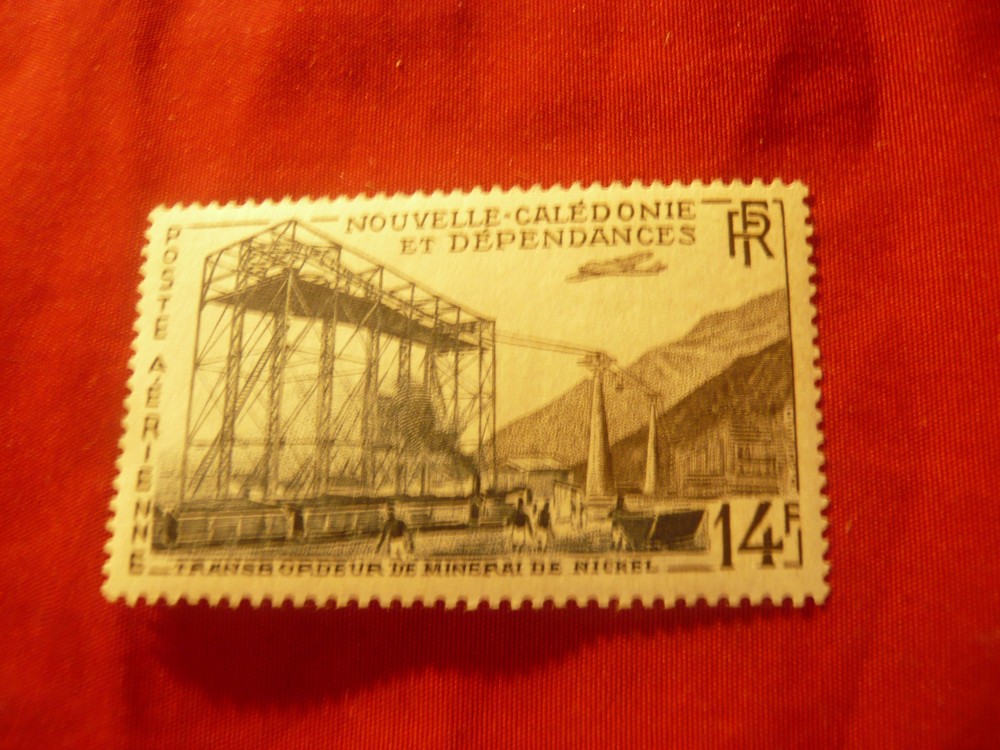 NOUVELLE-CALÉDONIE
ET DÉPENDANCES
RF
POSTE AÉRIENNE
14F
TRANSBORDEUR DE MINERAI DE NICKEL